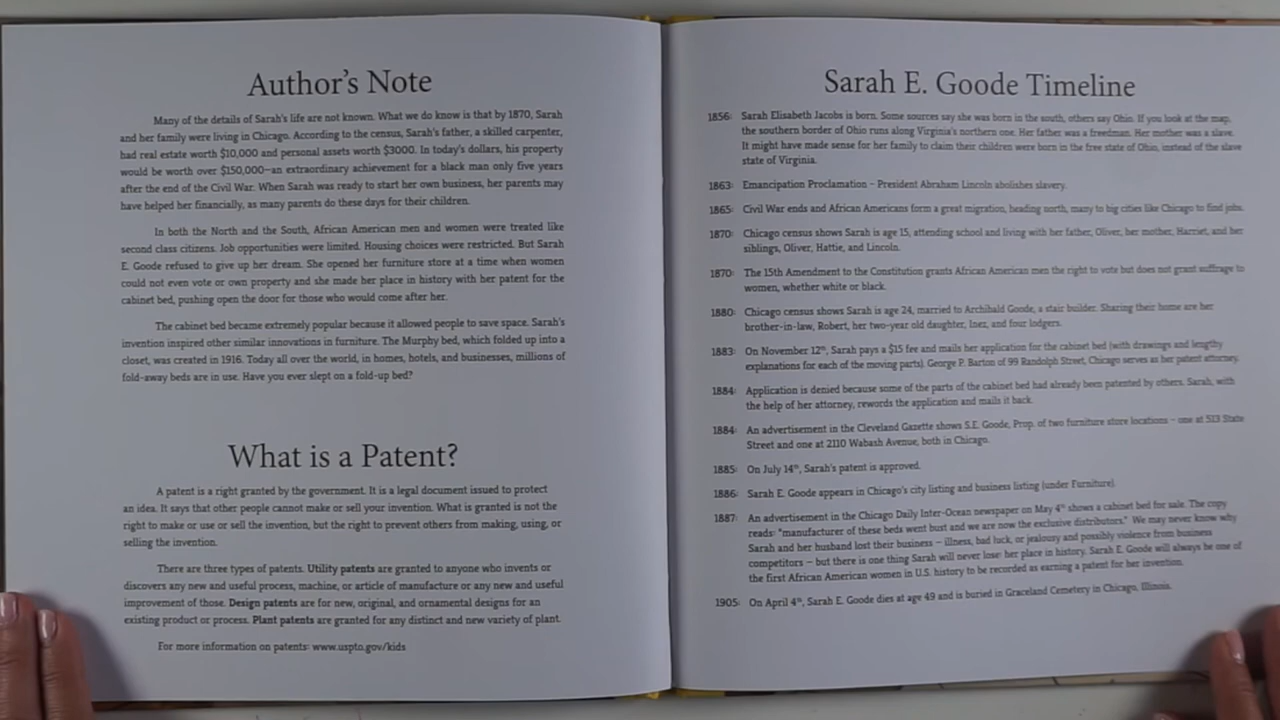 Author's Note
Many of the details of Sarah's life are not known. What we do know is that by 1870, Sarah
and her family were living in Chicago. According to the census, Sarah's father, a skilled carpenter,
had real estate worth $10,000 and personal assets worth $3000. In today's dollars, his property
would be worth over $150,000—an extraordinary achievement for a black man only five years
after the end of the Civil War. When Sarah was ready to start her own business, her parents may
have helped her financially, as many parents do these days for their children.
In both the North and the South, African American men and women were treated like
second class citizens. Job opportunities were limited. Housing choices were restricted. But Sarah
E. Goode refused to give up her dream. She opened her furniture store at a time when women
could not even vote or own property and she made her place in history with her patent for the
cabinet bed, pushing open the door for those who would come after her.
The cabinet bed became extremely popular because it allowed people to save space. Sarah's
invention inspired other similar innovations in furniture. The Murphy bed, which folded up into a
closet, was created in 1916. Today all over the world, in homes, hotels, and businesses, millions of
fold-away beds are in use. Have you ever slept on a fold-up bed?
What is a Patent?
A patent is a right granted by the government. It is a legal document issued to protect
an idea. It says that other people cannot make or sell your invention. What is granted is not the
right to make or use or sell the invention, but the right to prevent others from making, using, or
selling the invention.
There are three types of patents. Utility patents are granted to anyone who invents or
discovers any new and useful process, machine, or article of manufacture or any new and useful
improvement of those. Design patents are for new, original, and ornamental designs for an
existing product or process. Plant patents are granted for any distinct and new variety of plant.
For more information on patents: www.uspto.gov/kids
Sarah E. Goode Timeline
1856: Sarah Elisabeth Jacobs is born. Some sources say she was born in the south, others say Ohio. If you look at the map,
the southern border of Ohio runs along Virginia's northern one. Her father was a freedman. Her mother was a slave.
It might have made sense for her family to claim their children were born in the free state of Ohio, instead of the slave
state of Virginia.
1863: Emancipation Proclamation – President Abraham Lincoln abolishes slavery.
1865: Civil War ends and African Americans form a great migration, heading north, many to big cities like Chicago to find jobs.
1870: Chicago census shows Sarah is age 15, attending school and living with her father, Oliver, her mother, Harriet, and her
siblings, Oliver, Hattie, and Lincoln.
1870: The 15th Amendment to the Constitution grants African American men the right to vote but does not grant suffrage to
women, whether white or black.
1880: Chicago census shows Sarah is age 24, married to Archibald Goode, a stair builder. Sharing their home are her
brother-in-law, Robert, her two-year old daughter, Inez, and four lodgers.
1883: On November 12th, Sarah pays a $15 fee and mails her application for the cabinet bed (with drawings and lengthy
explanations for each of the moving parts). George P. Barton of 99 Randolph Street, Chicago serves as her patent attorney.
1884: Application is denied because some of the parts of the cabinet bed had already been patented by others. Sarah, with
the help of her attorney, rewords the application and mails it back.
1884: An advertisement in the Cleveland Gazette shows S.E. Goode, Prop. of two furniture store locations – one at 513 State
Street and one at 2110 Wabash Avenue, both in Chicago.
1885: On July 14th, Sarah's patent is approved.
1886: Sarah E. Goode appears in Chicago's city listing and business listing (under Furniture).
1887: An advertisement in the Chicago Daily Inter-Ocean newspaper on May 4th shows a cabinet bed for sale. The copy
reads: "manufacturer of these beds went bust and we are now the exclusive distributors." We may never know why
Sarah and her husband lost their business – illness, bad luck, or jealousy and possibly violence from business
competitors – but there is one thing Sarah will never lose: her place in history. Sarah E. Goode will always be one of
the first African American women in U.S. history to be recorded as earning a patent for her invention.
1905: On April 4th, Sarah E. Goode dies at age 49 and is buried in Graceland Cemetery in Chicago, Illinois.